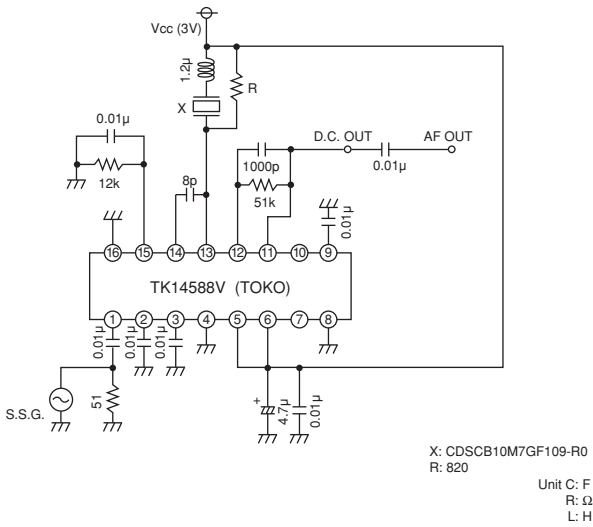 Vcc (3V)
1.2μ
R
X
D.C. OUT
AF OUT
0.01μ
0.01μ
1000p
12k
8p
51k
0.01μ
16
15
14
13
12
11
10
9
TK14588V (TOKO)
1
2
3
4
5
6
7
8
0.01μ
0.01μ
0.01μ
S.S.G.
51
+
4.7μ
0.01μ
X: CDSCB10M7GF109-R0
R: 820
Unit C: F
R: Ω
L: H